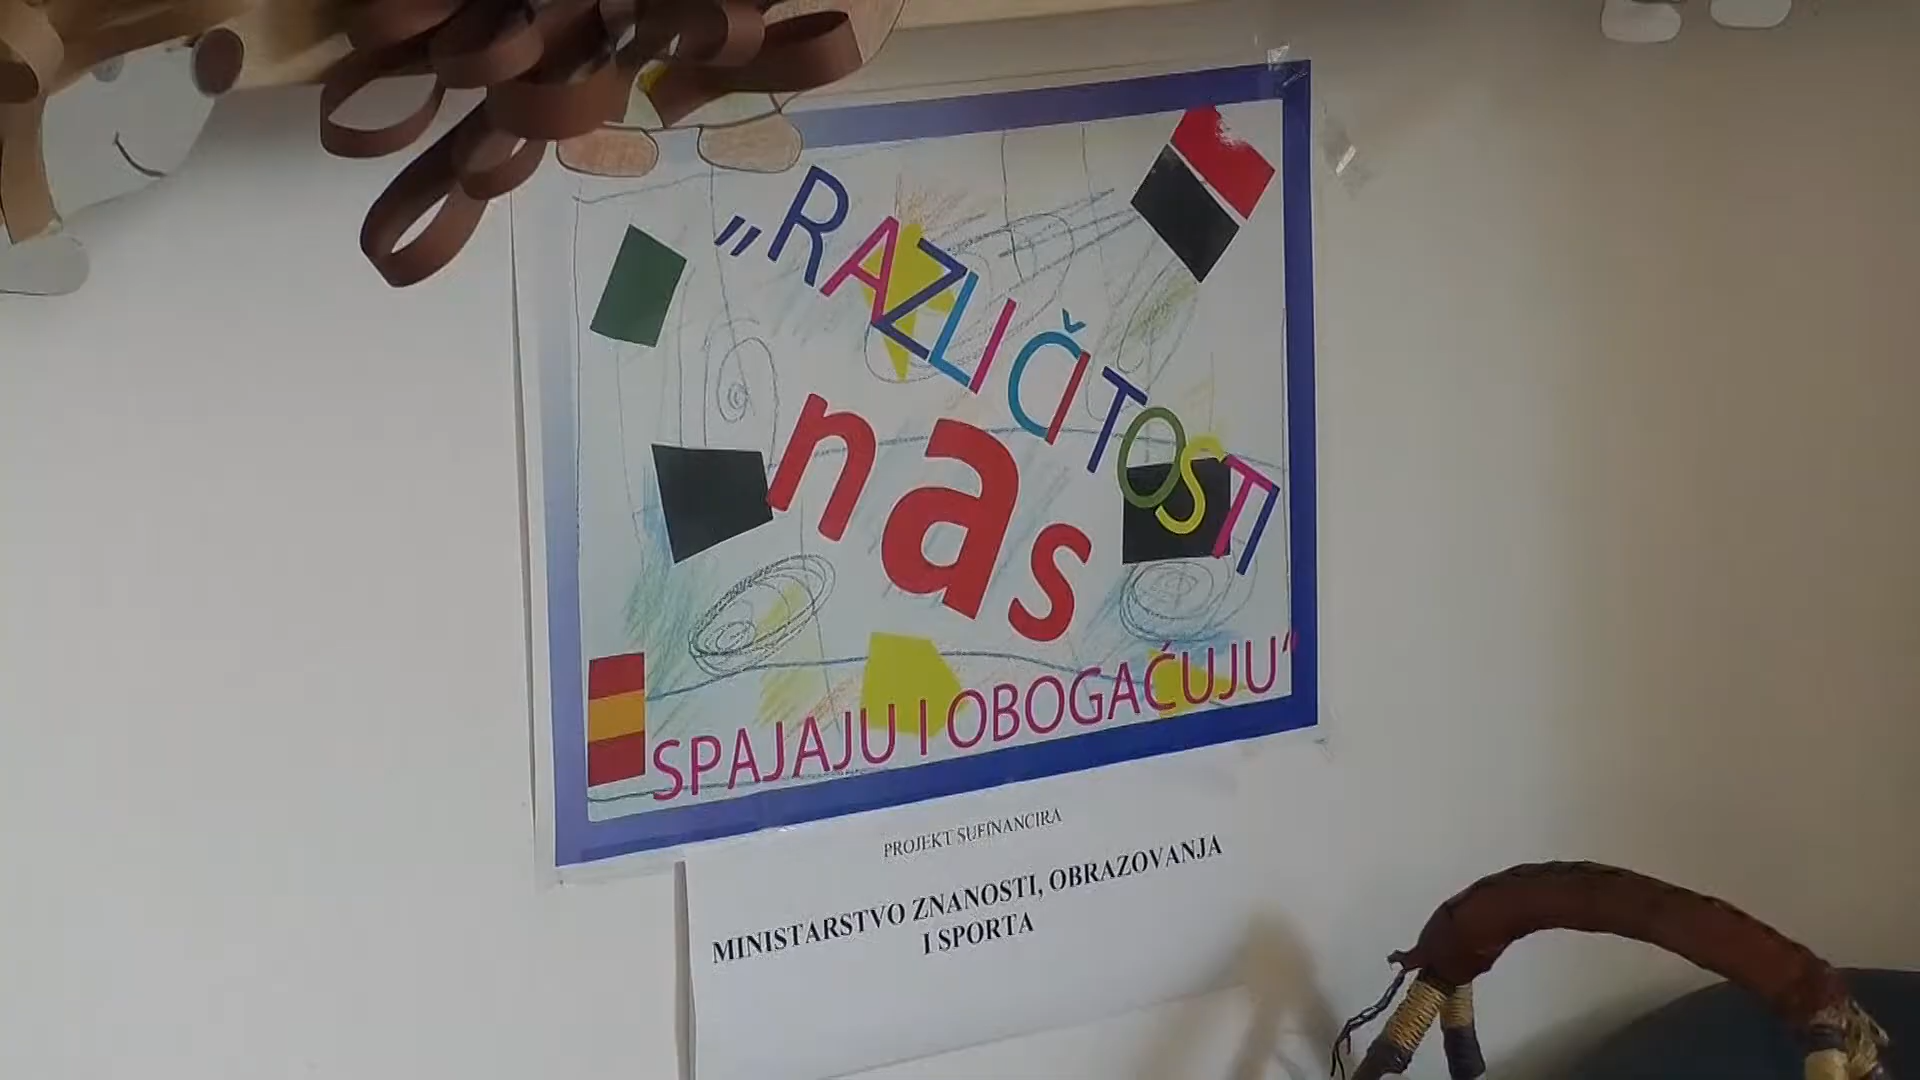 „RAZLIČITOSTI
nas
SPAJAJU I OBOGAĆUJU“
PROJEKT SUFINANCIRA
MINISTARSTVO ZNANOSTI, OBRAZOVANJA
I SPORTA